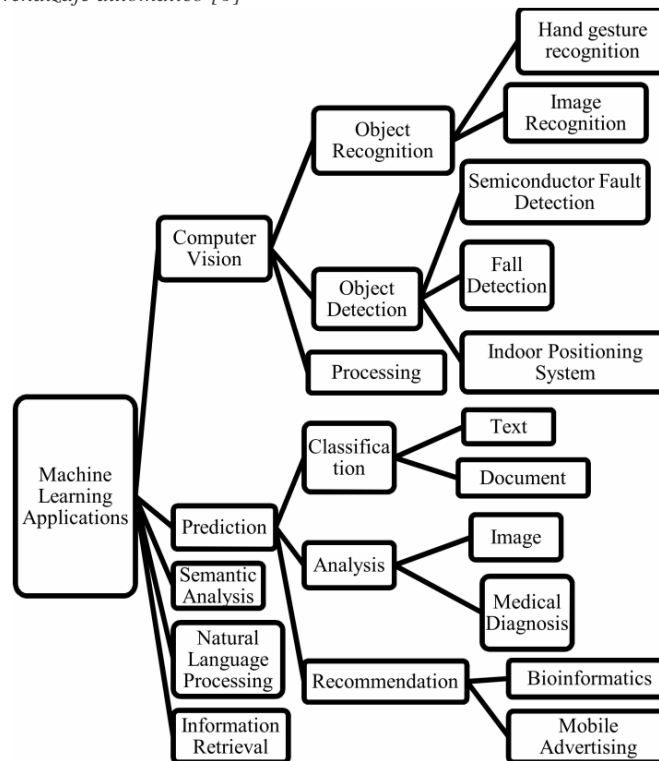 Hand gesture
recognition
Image
Recognition
Object
Recognition
Semiconductor Fault
Detection
Computer
Vision
Fall
Detection
Object
Detection
Indoor Positioning
System
Processing
Text
Classifica
tion
Document
Machine
Learning
Applications
Prediction
Image
Analysis
Semantic
Analysis
Medical
Diagnosis
Natural
Language
Processing
Recommendation
Bioinformatics
Information
Retrieval
Mobile
Advertising